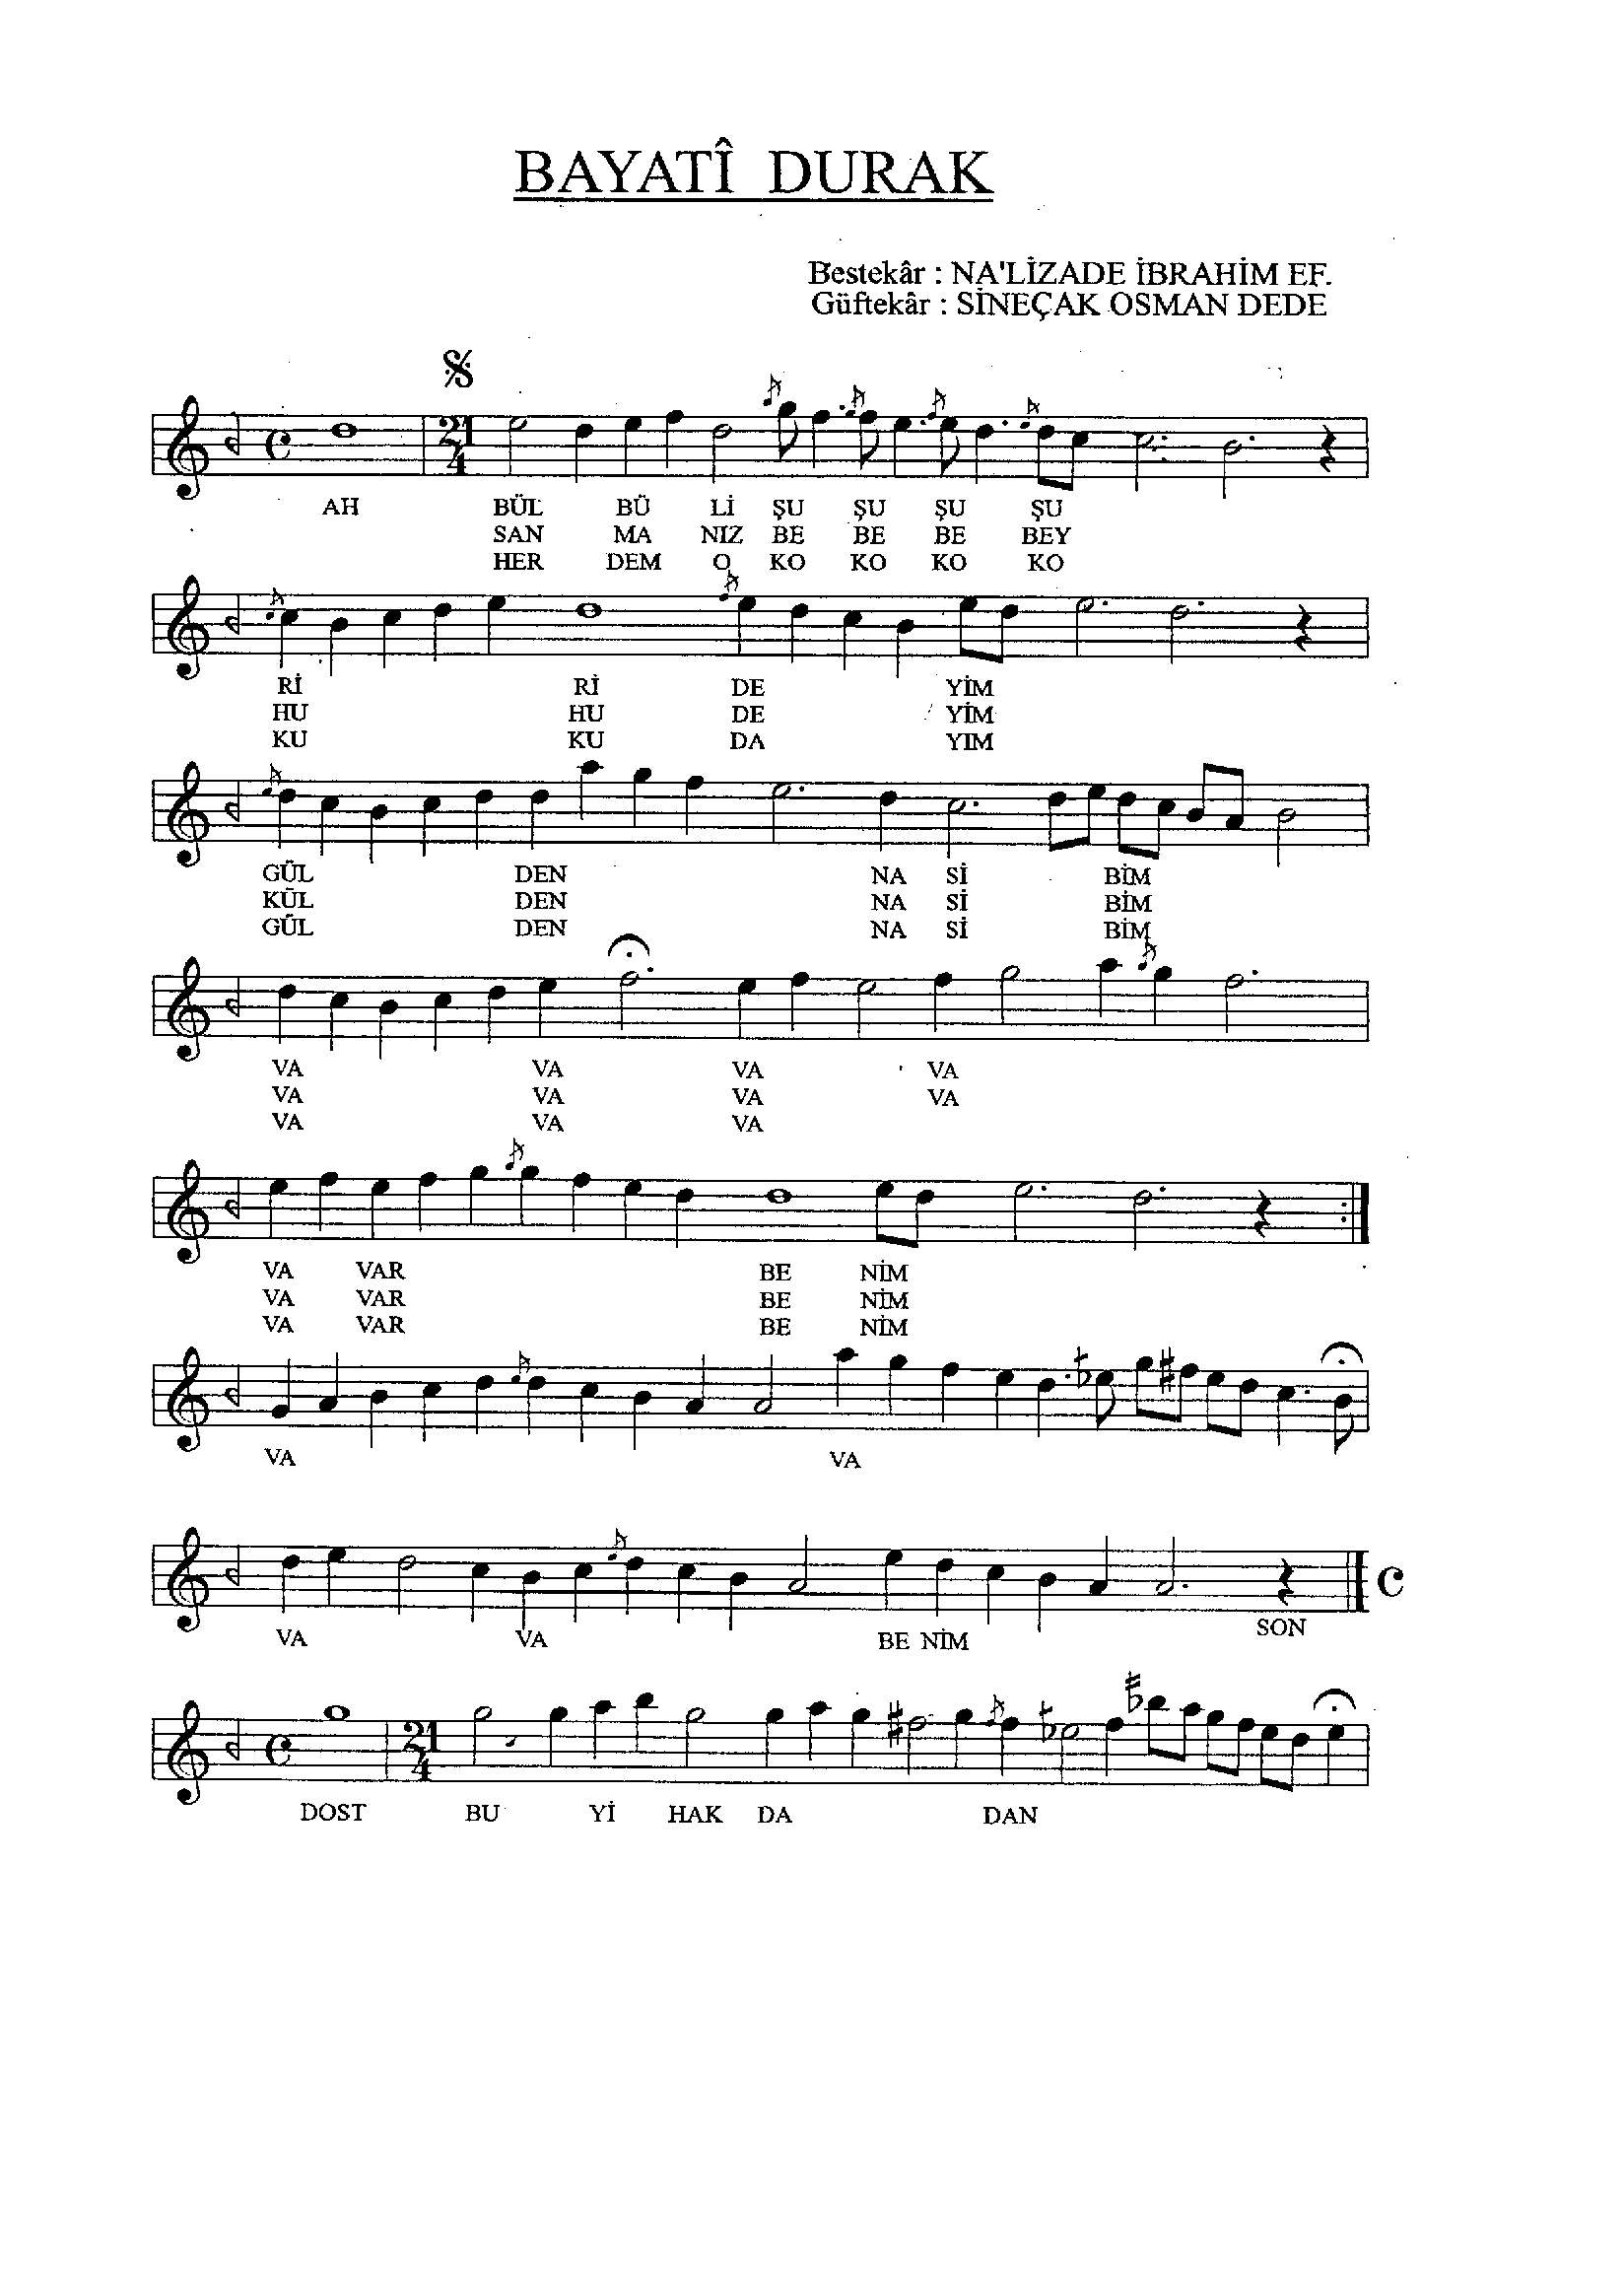 BAYATÎ DURAK
Bestekâr : NA'LİZADE İBRAHİM EF.
Güftekâr : SİNEÇAK OSMAN DEDE
21
4
AH BÜL BÜ Lİ ŞU ŞU ŞU ŞU
SAN MA NIZ BE BE BE BEY
HER DEM O KO KO KO KO
Rİ Rİ DE YİM
HU HU DE YİM
KU KU DA YIM
GÜL DEN NA Sİ BİM
KÜL DEN NA Sİ BİM
GÜL DEN NA Sİ BİM
VA VA VA VA
VA VA VA VA
VA VA VA
VA VAR BE NİM
VA VAR BE NİM
VA VAR BE NİM
VA VA
VA VA BE NİM SON
21
4
DOST BU Yİ HAK DA DAN